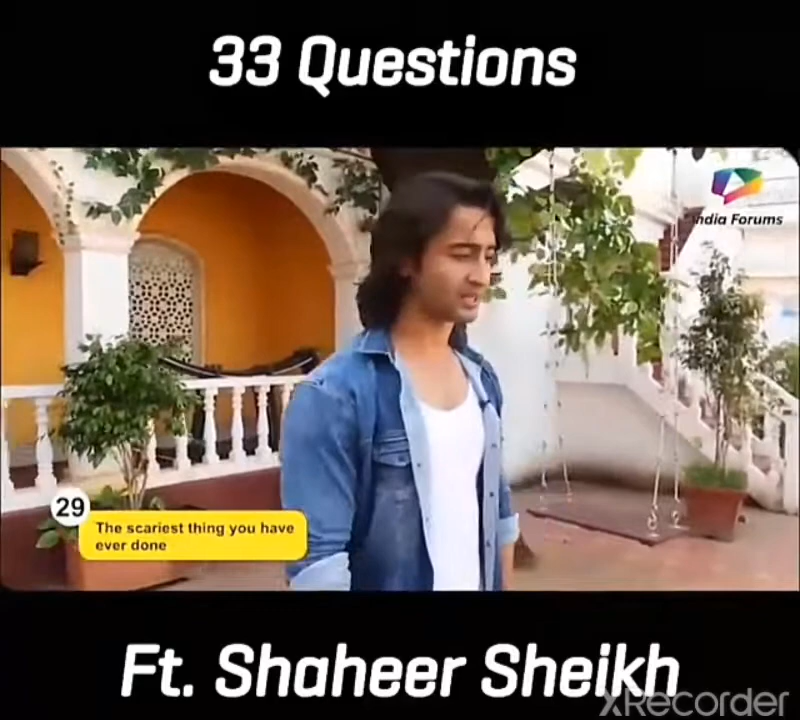 33 Questions
India Forums
29
The scariest thing you have
ever done
Ft. Shaheer Sheikh
XRecorder